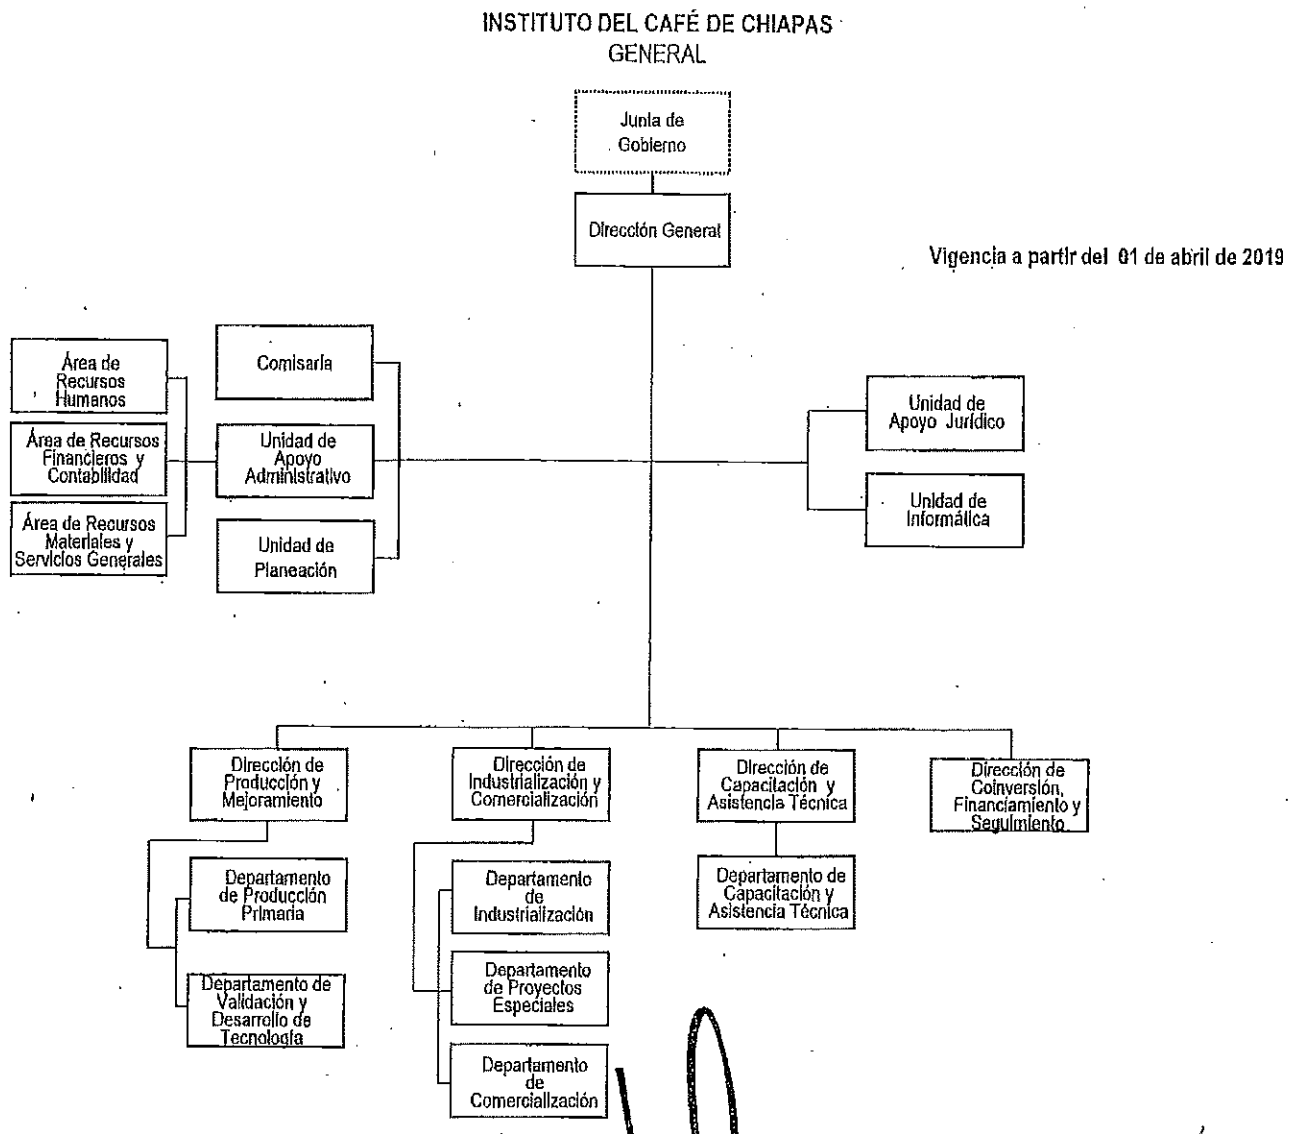 INSTITUTO DEL CAFÉ DE CHIAPAS
GENERAL
Junta de
Gobierno
Dirección General
Vigencia a partir del 01 de abril de 2019
Área de
Recursos
Humanos
Comisaría
Unidad de
Apoyo Jurídico
Área de Recursos
Financieros y
Contabilidad
Unidad de
Apoyo
Administrativo
Unidad de
Informática
Área de Recursos
Materiales y
Servicios Generales
Unidad de
Planeación
Dirección de
Producción y
Mejoramiento
Dirección de
Industrialización y
Comercialización
Dirección de
Capacitación y
Asistencia Técnica
Dirección de
Coinversión,
Financiamiento y
Seguimiento
Departamento
de Producción
Primaria
Departamento
de
Industrialización
Departamento de
Capacitación y
Asistencia Técnica
Departamento de
Validación y
Desarrollo de
Tecnología
Departamento
de Proyectos
Especiales
Departamento
de
Comercialización